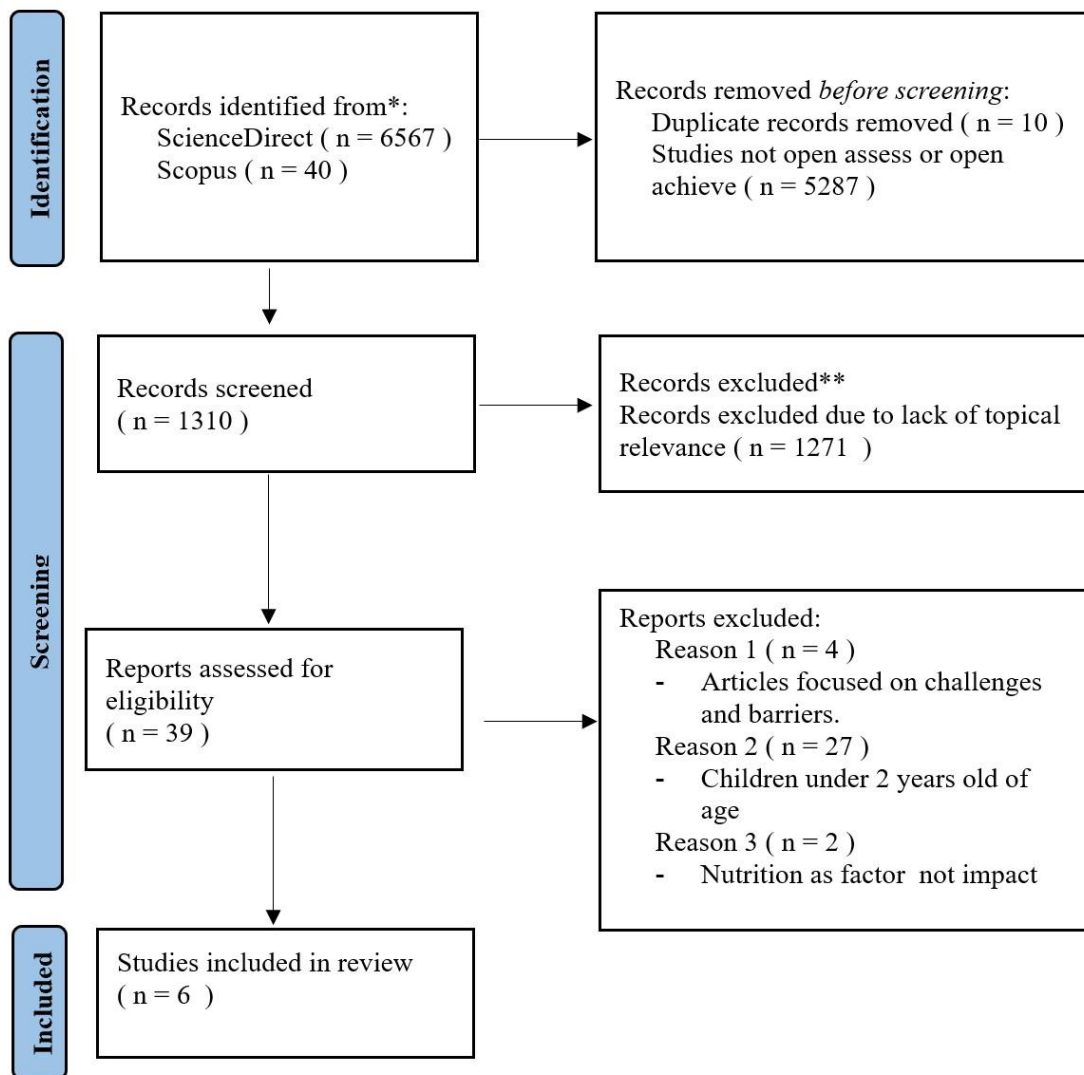 Identification
Records identified from*:
ScienceDirect ( n = 6567 )
Scopus ( n = 40 )
Records removed before screening:
Duplicate records removed ( n = 10 )
Studies not open assess or open
achieve ( n = 5287 )
Screening
Records screened
( n = 1310 )
Records excluded**
Records excluded due to lack of topical
relevance ( n = 1271 )
Reports assessed for
eligibility
( n = 39 )
Reports excluded:
Reason 1 ( n = 4 )
- Articles focused on challenges
and barriers.
Reason 2 ( n = 27 )
- Children under 2 years old of
age
Reason 3 ( n = 2 )
- Nutrition as factor not impact
Included
Studies included in review
( n = 6 )